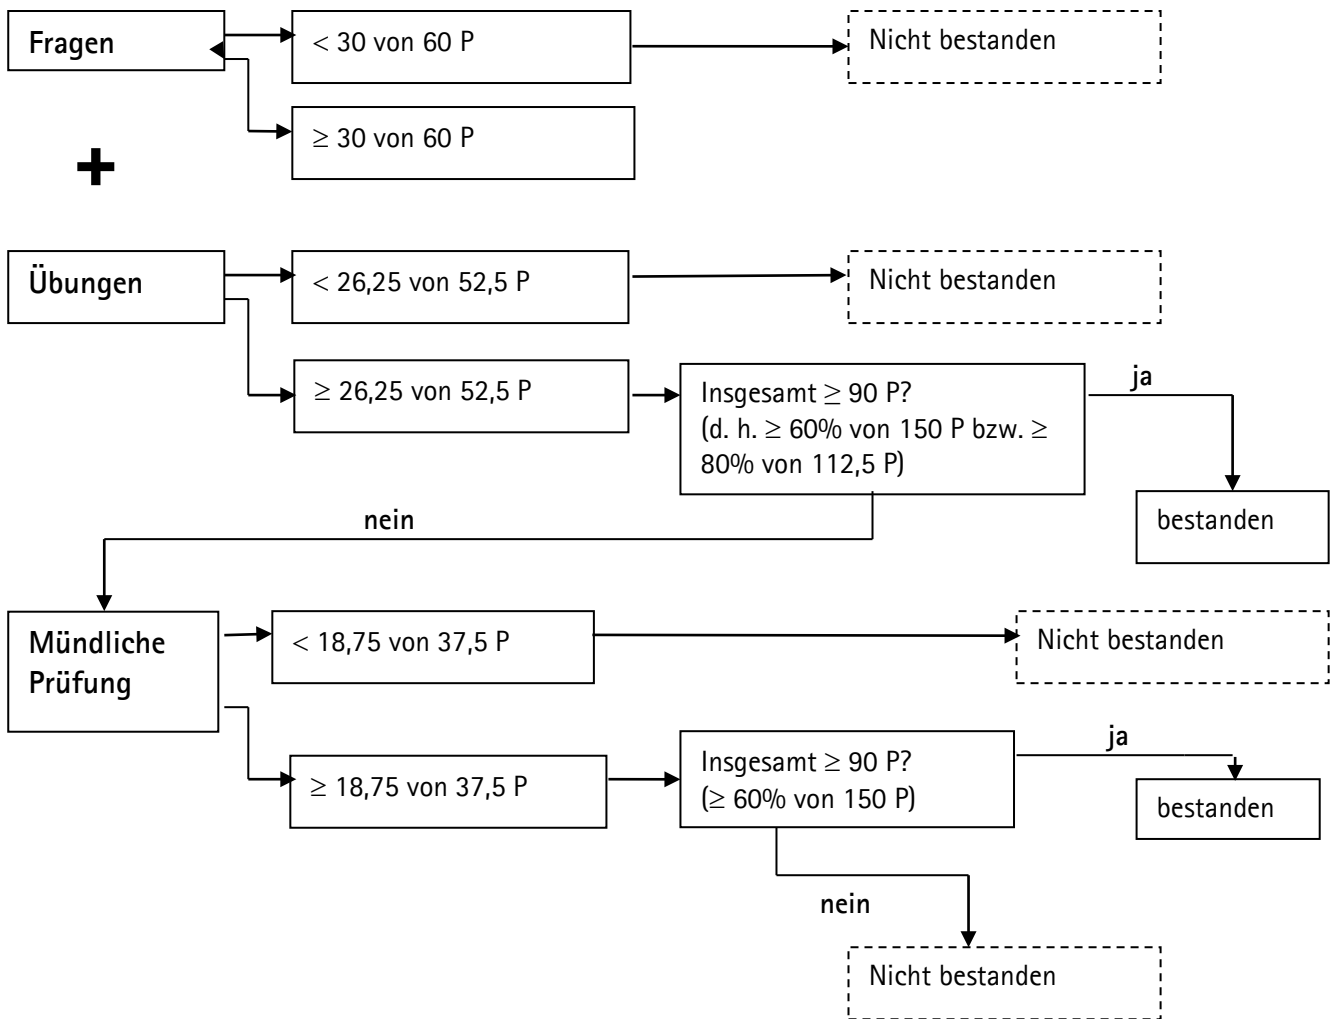 Fragen
< 30 von 60 P
Nicht bestanden
≥ 30 von 60 P
+
Übungen
< 26,25 von 52,5 P
Nicht bestanden
≥ 26,25 von 52,5 P
Insgesamt ≥ 90 P?
(d. h. ≥ 60% von 150 P bzw. ≥
80% von 112,5 P)
ja
bestanden
nein
Mündliche
Prüfung
< 18,75 von 37,5 P
Nicht bestanden
≥ 18,75 von 37,5 P
Insgesamt ≥ 90 P?
(≥ 60% von 150 P)
ja
bestanden
nein
Nicht bestanden